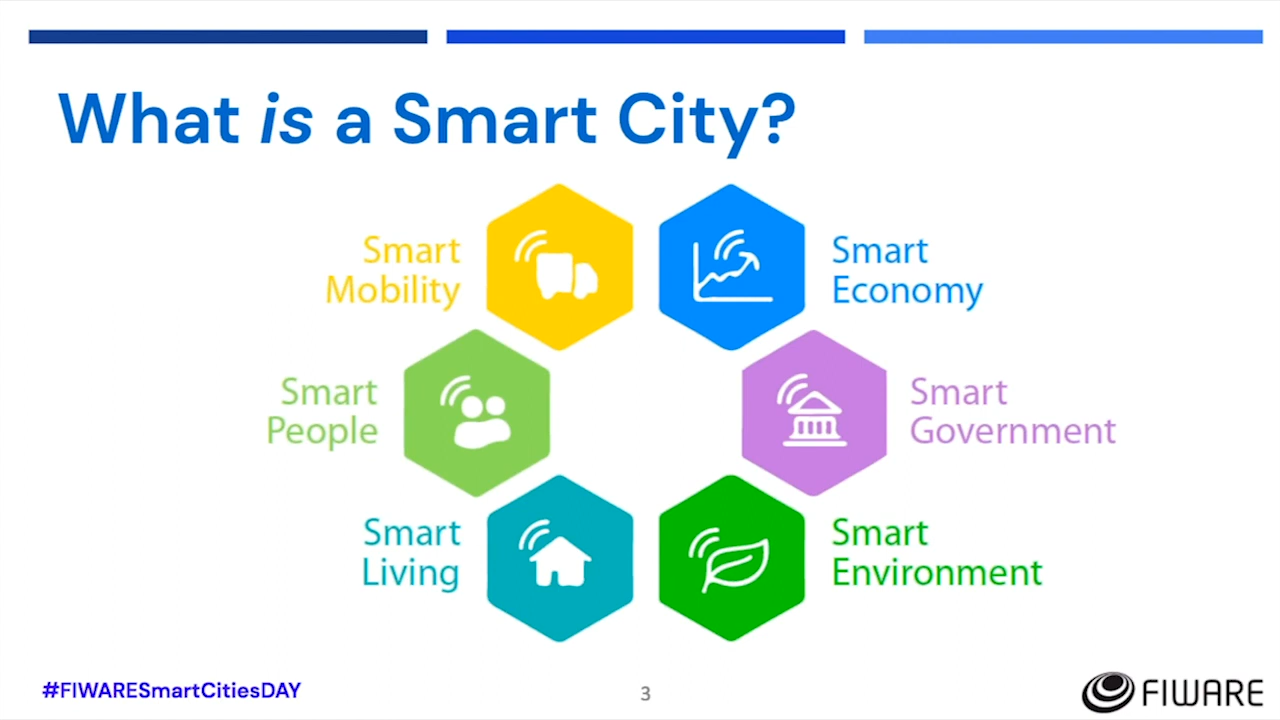 What is a Smart City?
Smart
Mobility
Smart
Economy
Smart
People
Smart
Government
Smart
Living
Smart
Environment
#FIWARESmartCitiesDAY
3
FIWARE